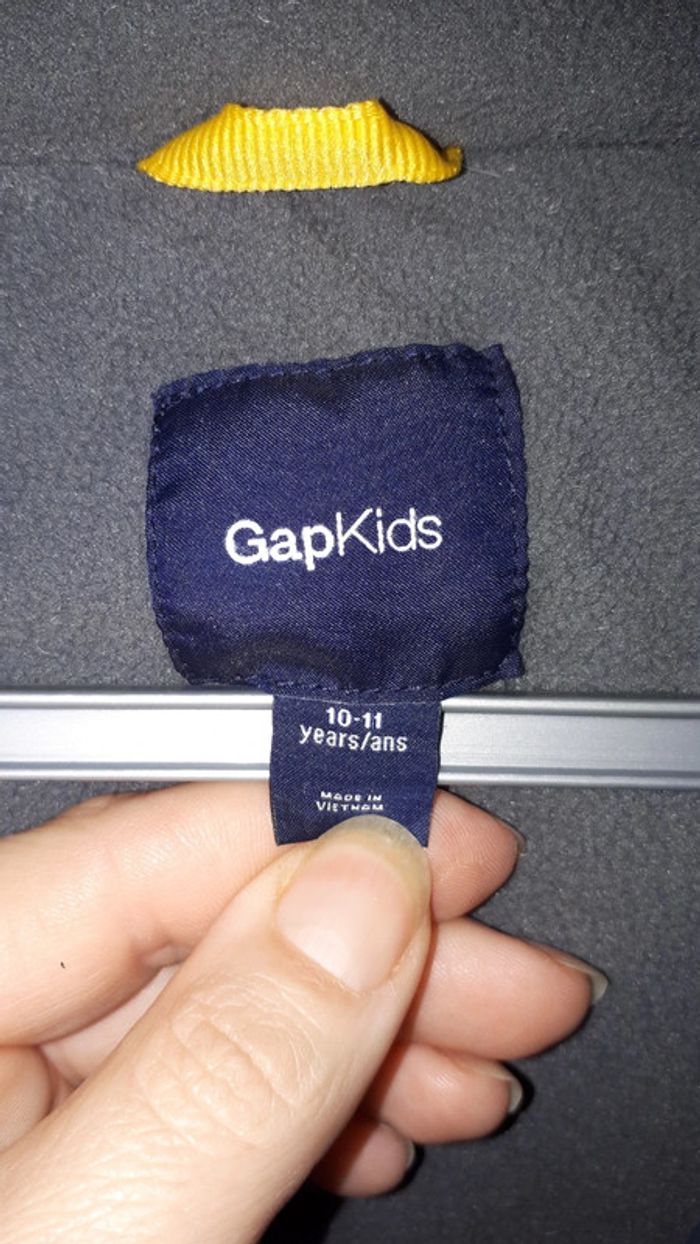 GapKids
10-11
years/ans
MADE IN
VIETNAM